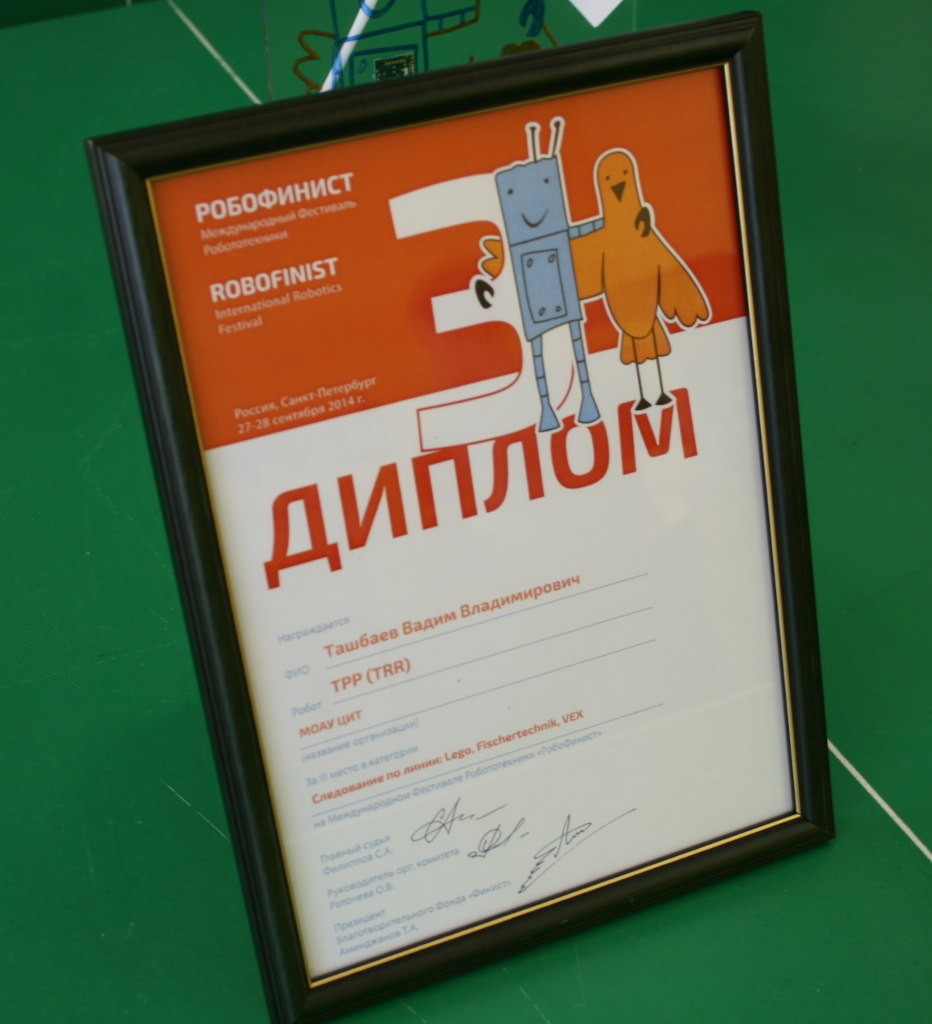 РОБОФИНИСТ
Международный Фестиваль
Робототехники
ROBOFINIST
International Robotics
Festival
Россия, Санкт-Петербург
27-28 сентября 2014 г.
3
ДИПЛОМ
Награждается
ФИО Ташбаев Вадим Владимирович
Робот ТРР (TRR)
МОАУ ЦИТ
(название организации)
За III место в категории
Следование по линии: Lego, Fischertechnik, VEX
на Международном Фестивале Робототехники «РобоФинист»
Главный судья
Филиппов С.А.
Руководитель орг. комитета
Роточева О.В.
Президент
Благотворительного Фонда «Финист»
Аминджанов Т.А.